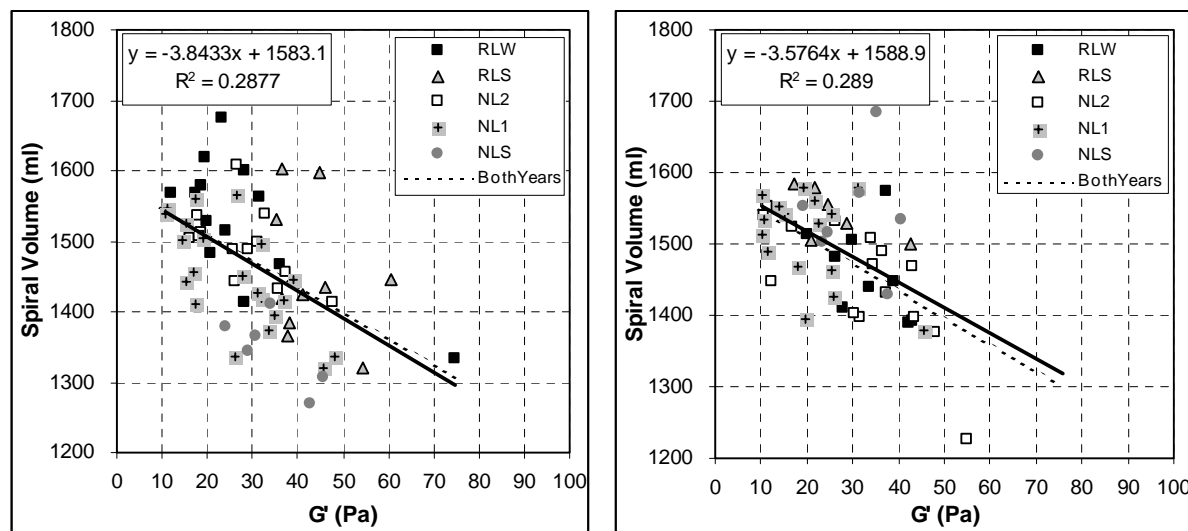 y = -3.8433x + 1583.1
R² = 0.2877
RLW
RLS
NL2
NL1
NLS
BothYears
1800
1700
1600
1500
1400
1300
1200
Spiral Volume (ml)
0 10 20 30 40 50 60 70 80 90 100
G' (Pa)
y = -3.5764x + 1588.9
R² = 0.289
RLW
RLS
NL2
NL1
NLS
BothYears
1800
1700
1600
1500
1400
1300
1200
Spiral Volume (ml)
0 10 20 30 40 50 60 70 80 90 100
G' (Pa)